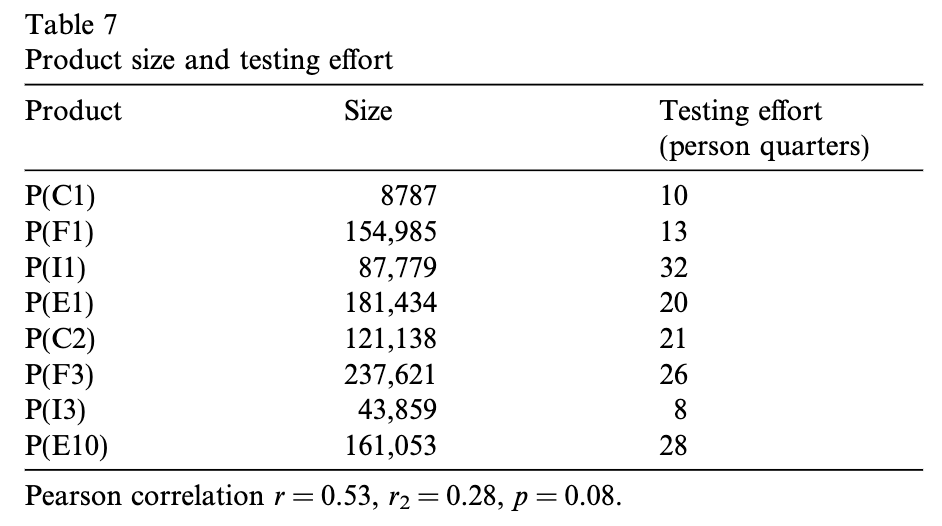 Table 7
Product size and testing effort
Product Size Testing effort
(person quarters)
P(C1) 8787 10
P(F1) 154,985 13
P(I1) 87,779 32
P(E1) 181,434 20
P(C2) 121,138 21
P(F3) 237,621 26
P(I3) 43,859 8
P(E10) 161,053 28
Pearson correlation r = 0.53, r₂ = 0.28, p = 0.08.